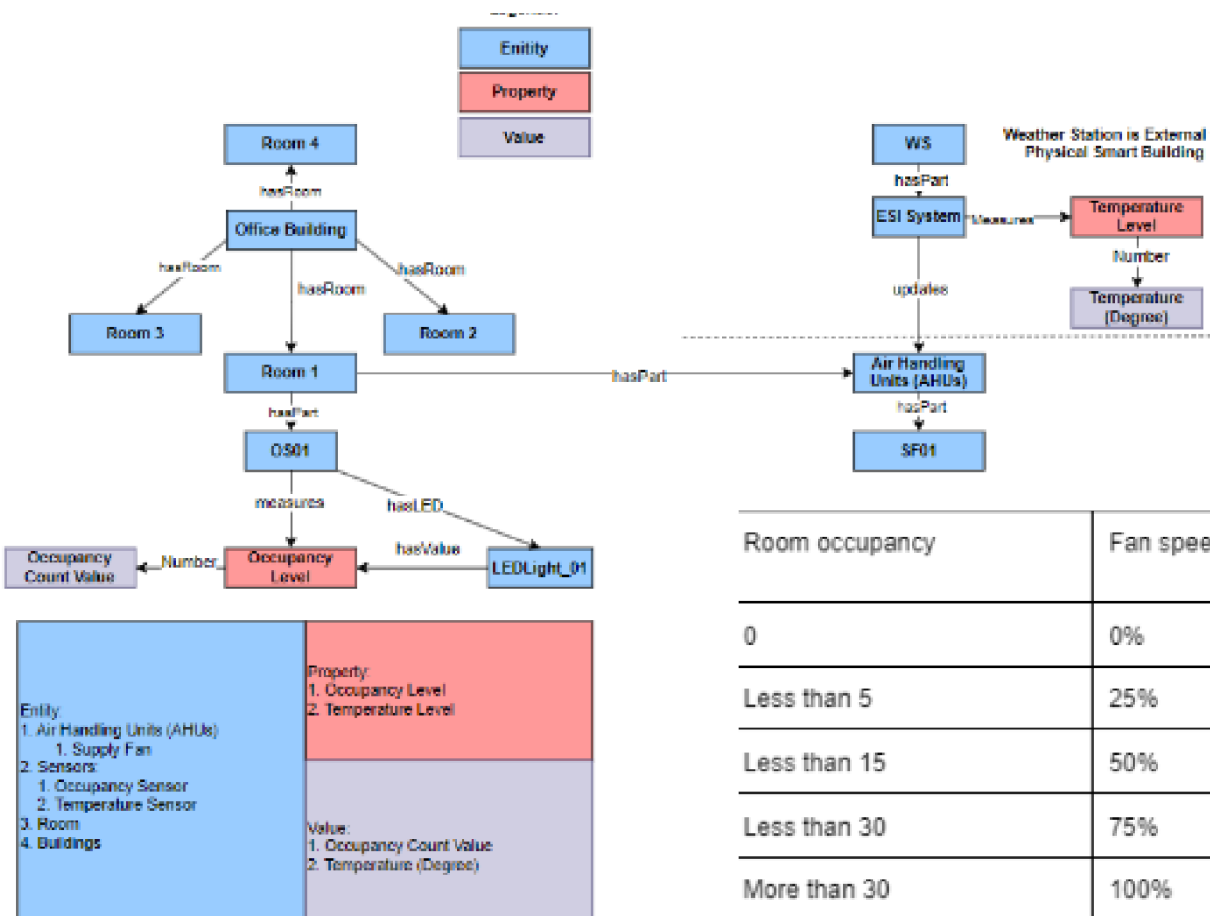 Enitity
Property
Value
Room 4
hasRoom
Office Building
hasRoom
hasRoom
hasRoom
Room 3
Room 2
Room 1
hasPart
hasPart
OS01
measures
hasLED
Occupancy
Count Value
Number
Occupancy
Level
hasValue
LEDLight_01
WS
Weather Station is External
Physical Smart Building
hasPart
ESI System
Measures
Temperature
Level
Number
Temperature
(Degree)
updates
Air Handling
Units (AHUs)
hasPart
SF01
Entity:
1. Air Handling Units (AHUs)
1. Supply Fan
2. Sensors:
1. Occupancy Sensor
2. Temperature Sensor
3. Room
4. Buildings
Property:
1. Occupancy Level
2. Temperature Level
Value:
1. Occupancy Count Value
2. Temperature (Degree)
Room occupancy Fan spee
0 0%
Less than 5 25%
Less than 15 50%
Less than 30 75%
More than 30 100%